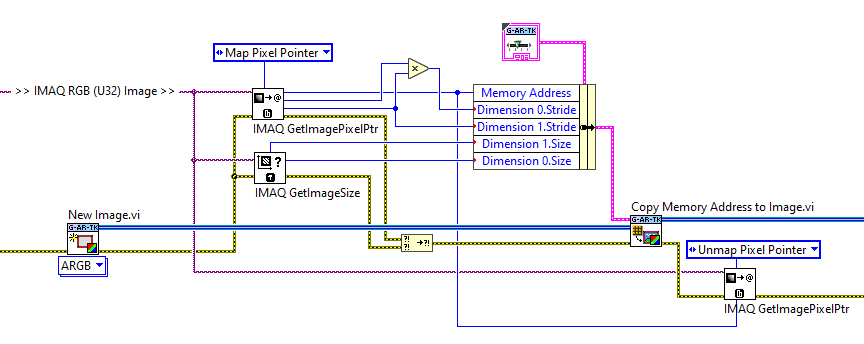 Map Pixel Pointer
G-AR-TK
>> IMAQ RGB (U32) Image >>
×
Memory Address
Dimension 0.Stride
IMAQ GetImagePixelPtr
Dimension 1.Stride
Dimension 1.Size
?
Dimension 0.Size
IMAQ GetImageSize
New Image.vi
Copy Memory Address to Image.vi
G-AR-TK
G-AR-TK
?!
?!
?!
Unmap Pixel Pointer
ARGB
IMAQ GetImagePixelPtr